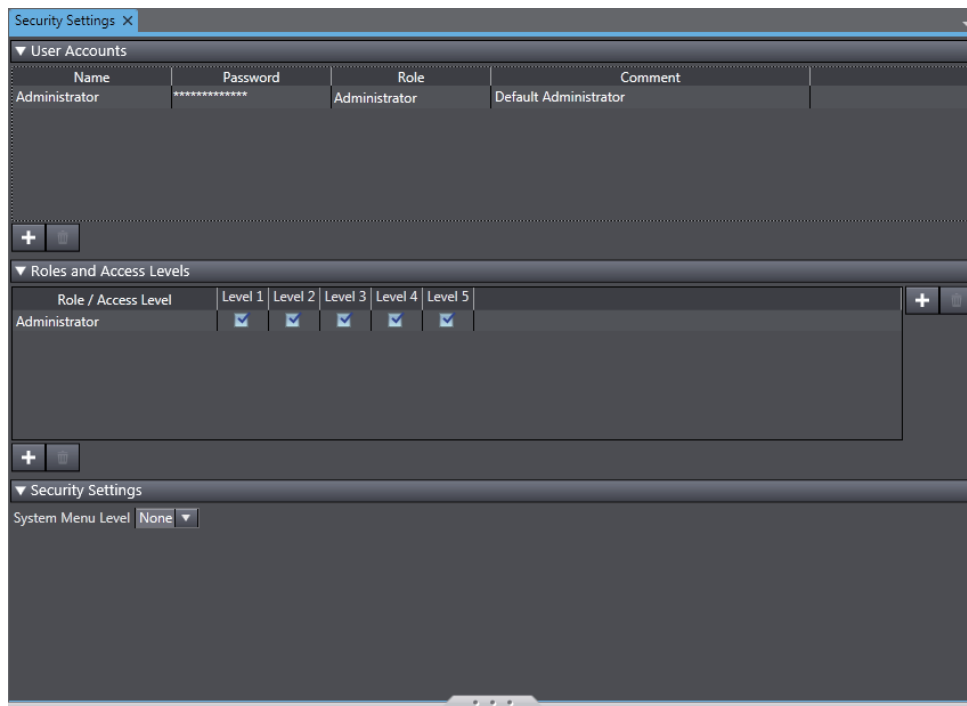 Security Settings
User Accounts
Name Password Role Comment
Administrator ************* Administrator Default Administrator
Roles and Access Levels
Role / Access Level Level 1 Level 2 Level 3 Level 4 Level 5
Administrator
Security Settings
System Menu Level None